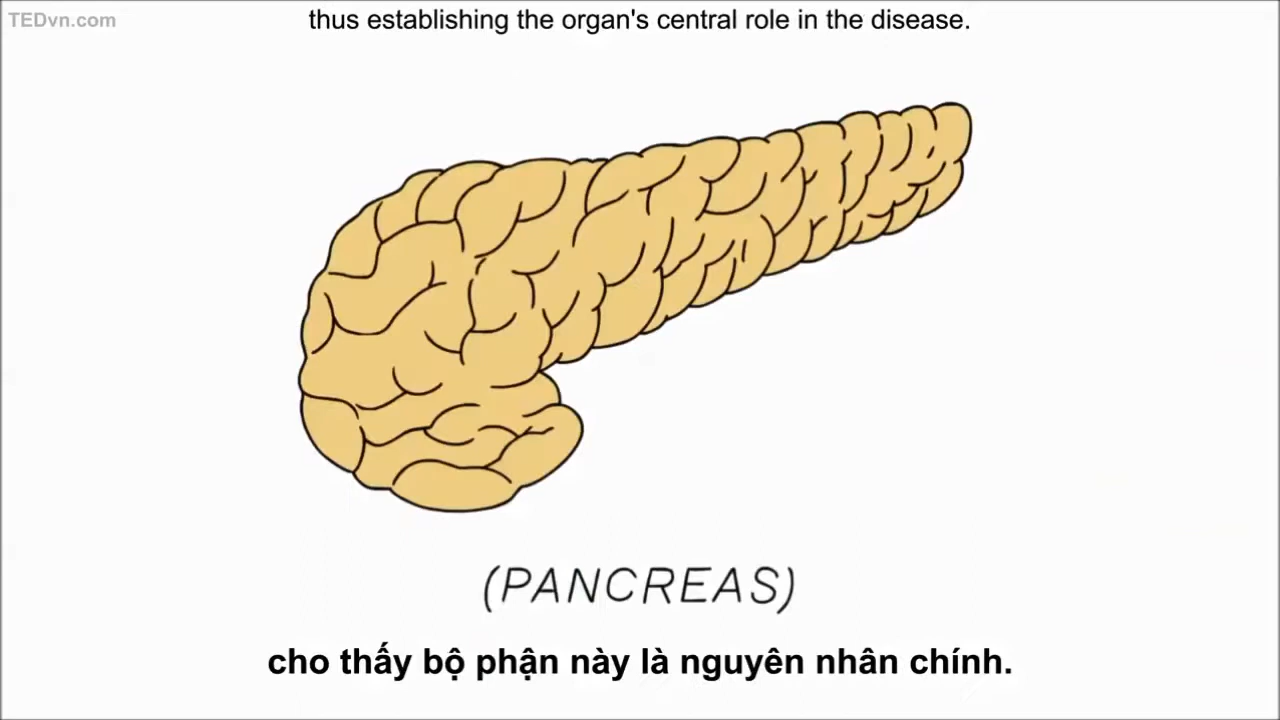 TEDvn.com
thus establishing the organ's central role in the disease.
(PANCREAS)
cho thấy bộ phận này là nguyên nhân chính.